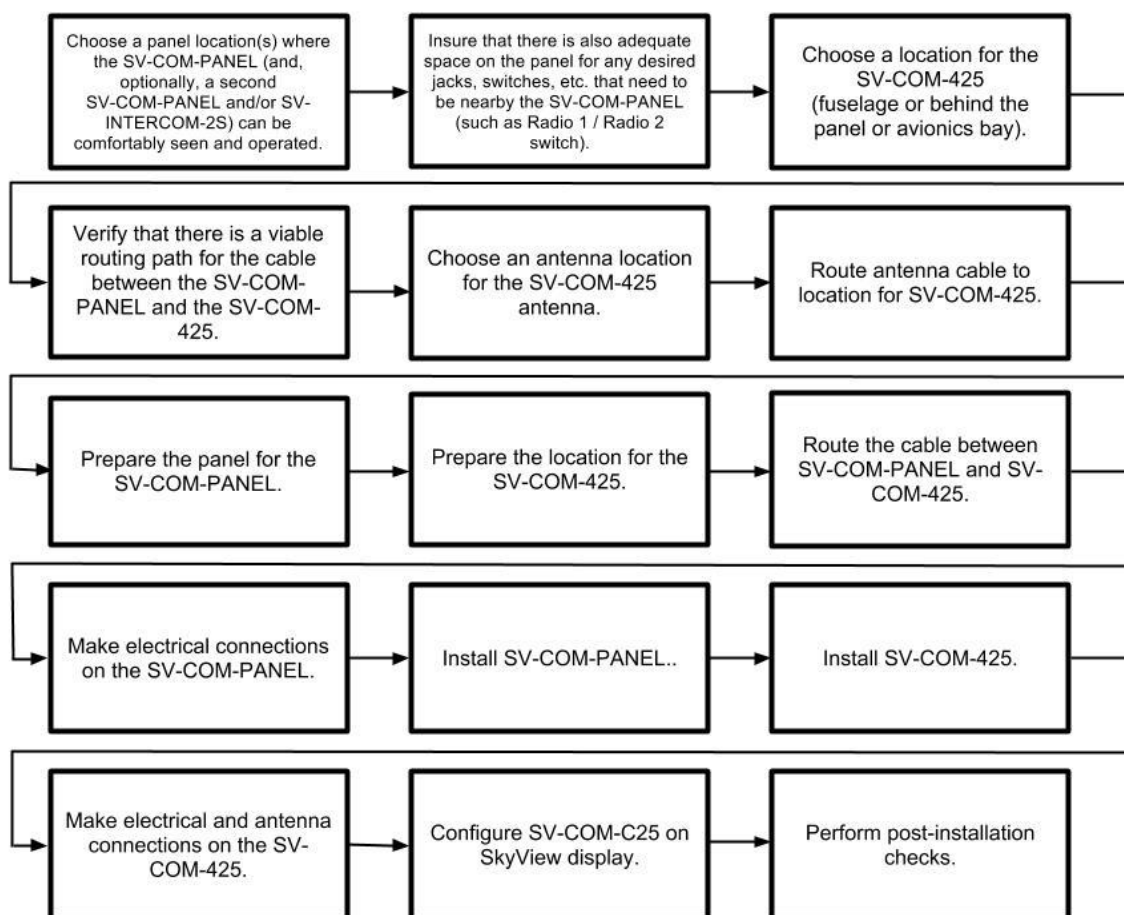 Choose a panel location(s) where
the SV-COM-PANEL (and,
optionally, a second
SV-COM-PANEL and/or SV-
INTERCOM-2S) can be
comfortably seen and operated.
Insure that there is also adequate
space on the panel for any desired
jacks, switches, etc. that need to
be nearby the SV-COM-PANEL
(such as Radio 1 / Radio 2
switch).
Choose a location for the
SV-COM-425
(fuselage or behind the
panel or avionics bay).
Verify that there is a viable
routing path for the cable
between the SV-COM-
PANEL and the SV-COM-
425.
Choose an antenna location
for the SV-COM-425
antenna.
Route antenna cable to
location for SV-COM-425.
Prepare the panel for the
SV-COM-PANEL.
Prepare the location for the
SV-COM-425.
Route the cable between
SV-COM-PANEL and SV-
COM-425.
Make electrical connections
on the SV-COM-PANEL.
Install SV-COM-PANEL..
Install SV-COM-425.
Make electrical and antenna
connections on the SV-
COM-425.
Configure SV-COM-C25 on
SkyView display.
Perform post-installation
checks.